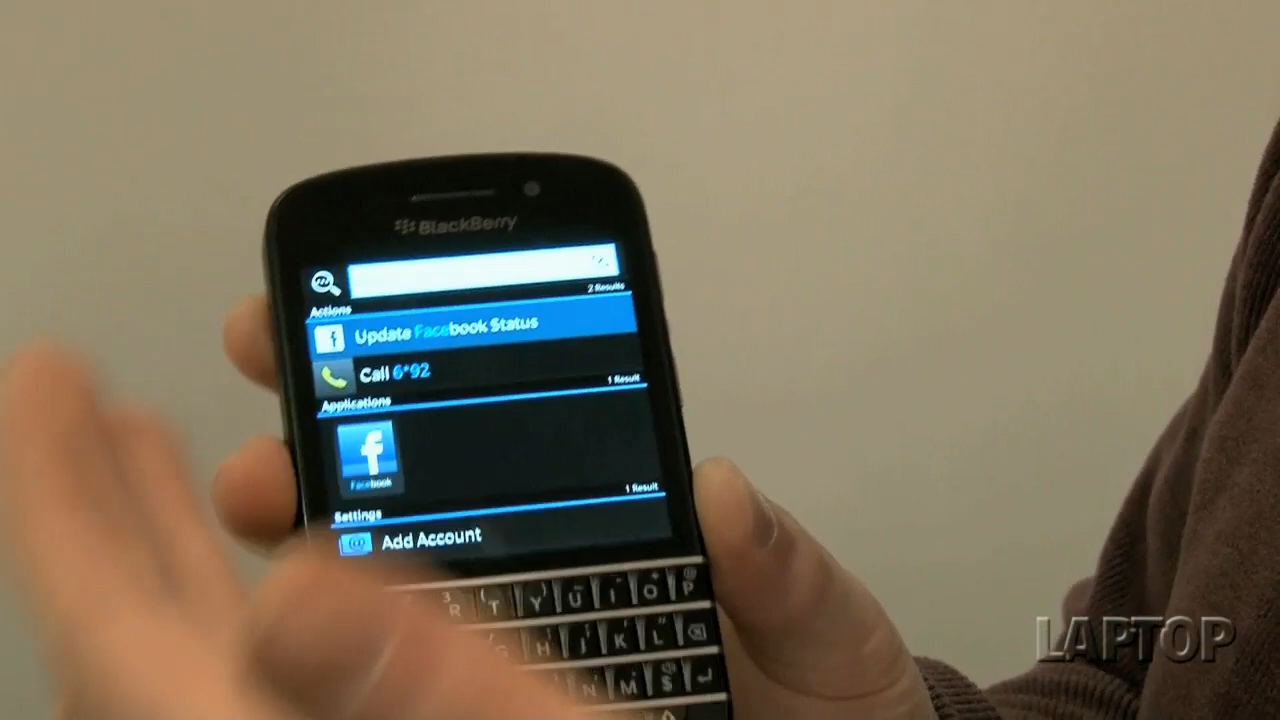 BlackBerry
2 Results
Actions
Update Facebook Status
Call 6*92
1 Result
Applications
Facebook
1 Result
Settings
Add Account
3 ( )
R T Y U I O P
H J K L
N M $
LAPTOP